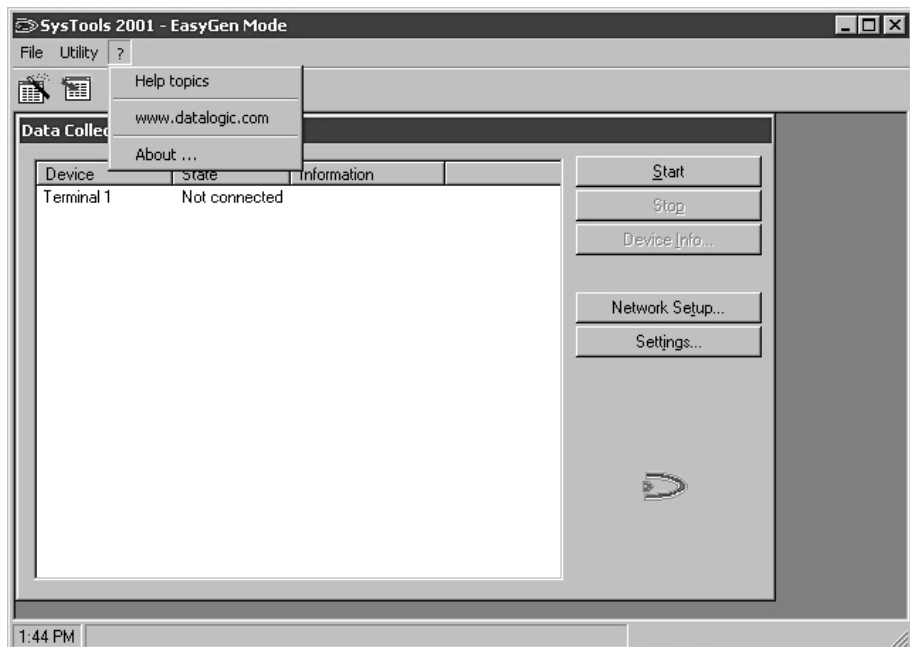 SysTools 2001 - EasyGen Mode
File Utility ?
Help topics
www.datalogic.com
About ...
Data Collec
Device State Information
Terminal 1 Not connected
Start
Stop
Device Info...
Network Setup...
Settings...
1:44 PM